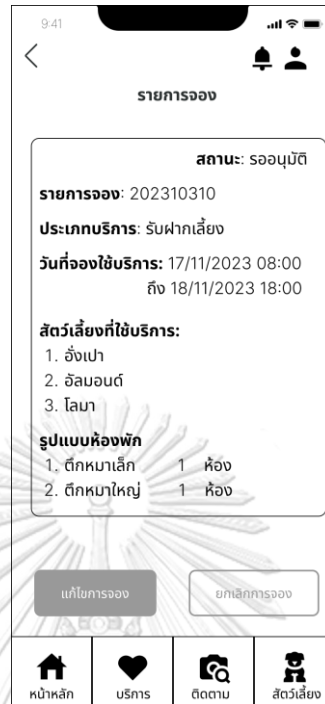 9:41
รายการจอง
สถานะ: รออนุมัติ
รายการจอง: 202310310
ประเภทบริการ: รับฝากเลี้ยง
วันที่จองใช้บริการ: 17/11/2023 08:00
ถึง 18/11/2023 18:00
สัตว์เลี้ยงที่ใช้บริการ:
1. อั่งเปา
2. อัลมอนด์
3. โลมา
รูปแบบห้องพัก
1. ตึกหมาเล็ก 1 ห้อง
2. ตึกหมาใหญ่ 1 ห้อง
แก้ไขการจอง ยกเลิกการจอง
หน้าหลัก บริการ ติดตาม สัตว์เลี้ยง